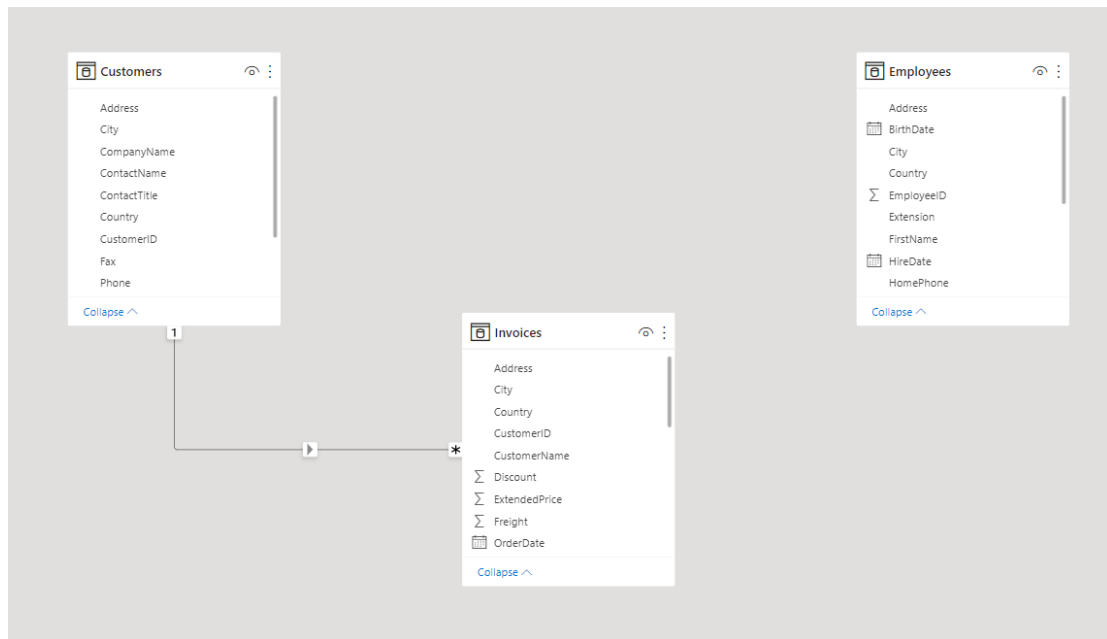 Customers
Address
City
CompanyName
ContactName
ContactTitle
Country
CustomerID
Fax
Phone
Collapse
1
*
Invoices
Address
City
Country
CustomerID
CustomerName
Discount
ExtendedPrice
Freight
OrderDate
Collapse
Employees
Address
BirthDate
City
Country
EmployeeID
Extension
FirstName
HireDate
HomePhone
Collapse